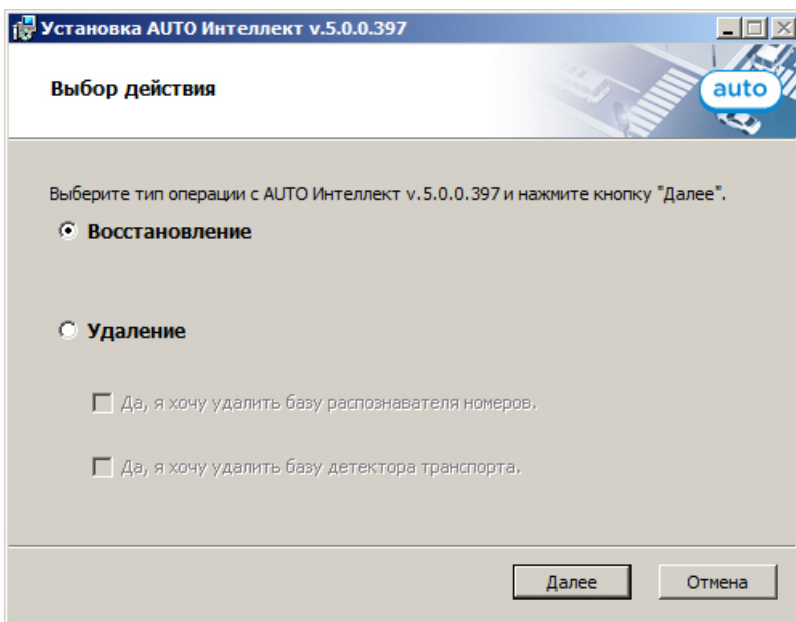 Установка AUTO Интеллект v.5.0.0.397
Выбор действия
auto
Выберите тип операции с AUTO Интеллект v.5.0.0.397 и нажмите кнопку "Далее".
Восстановление
Удаление
Да, я хочу удалить базу распознавателя номеров.
Да, я хочу удалить базу детектора транспорта.
Далее
Отмена